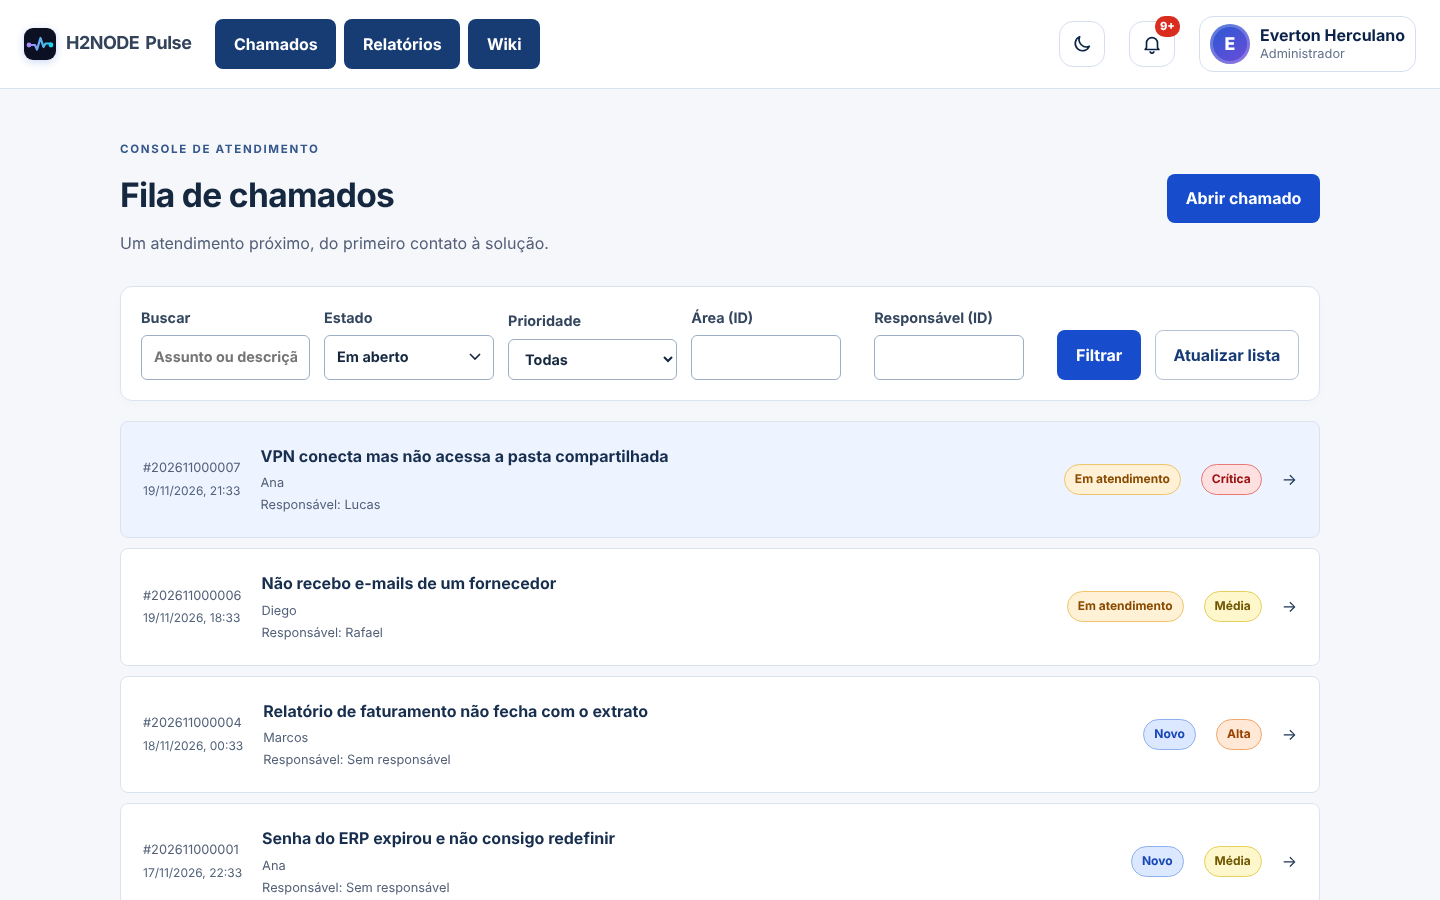 H2NODE Pulse
Chamados
Relatórios
Wiki
9+
E
Everton Herculano
Administrador
CONSOLE DE ATENDIMENTO
Fila de chamados
Abrir chamado
Um atendimento próximo, do primeiro contato à solução.
Buscar
Estado
Prioridade
Área (ID)
Responsável (ID)
Assunto ou descriçã
Em aberto
Todas
Filtrar
Atualizar lista
#202611000007
19/11/2026, 21:33
VPN conecta mas não acessa a pasta compartilhada
Ana
Responsável: Lucas
Em atendimento
Crítica
→
#202611000006
19/11/2026, 18:33
Não recebo e-mails de um fornecedor
Diego
Responsável: Rafael
Em atendimento
Média
→
#202611000004
18/11/2026, 00:33
Relatório de faturamento não fecha com o extrato
Marcos
Responsável: Sem responsável
Novo
Alta
→
#202611000001
17/11/2026, 22:33
Senha do ERP expirou e não consigo redefinir
Ana
Responsável: Sem responsável
Novo
Média
→